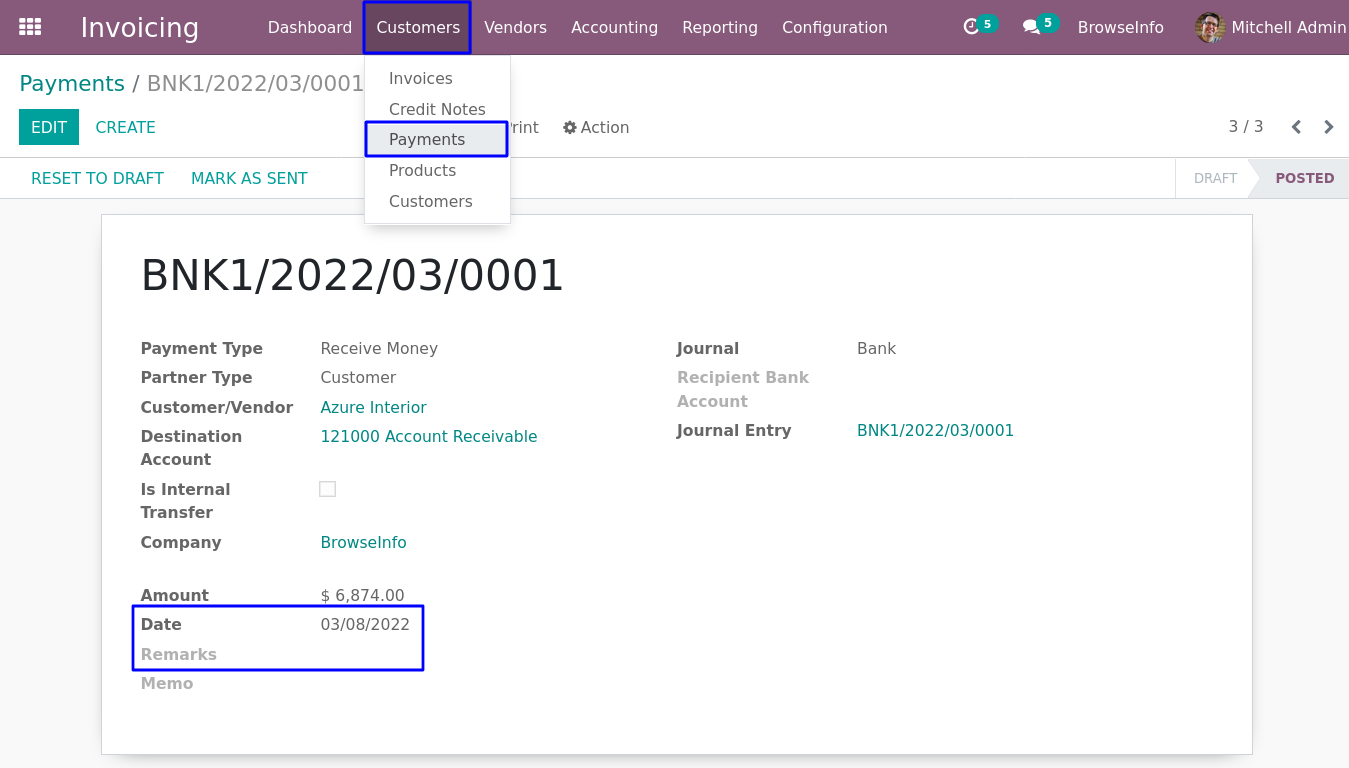 Invoicing Dashboard Customers Vendors Accounting Reporting Configuration 5 5 BrowseInfo Mitchell Admin
Payments / BNK1/2022/03/0001
Invoices
Credit Notes
Payments
Products
Customers
EDIT CREATE rint Action 3 / 3
RESET TO DRAFT MARK AS SENT DRAFT POSTED
BNK1/2022/03/0001
Payment Type Receive Money
Partner Type Customer
Customer/Vendor Azure Interior
Destination Account 121000 Account Receivable
Is Internal Transfer
Company BrowseInfo
Amount $ 6,874.00
Date 03/08/2022
Remarks
Memo
Journal Bank
Recipient Bank Account
Journal Entry BNK1/2022/03/0001